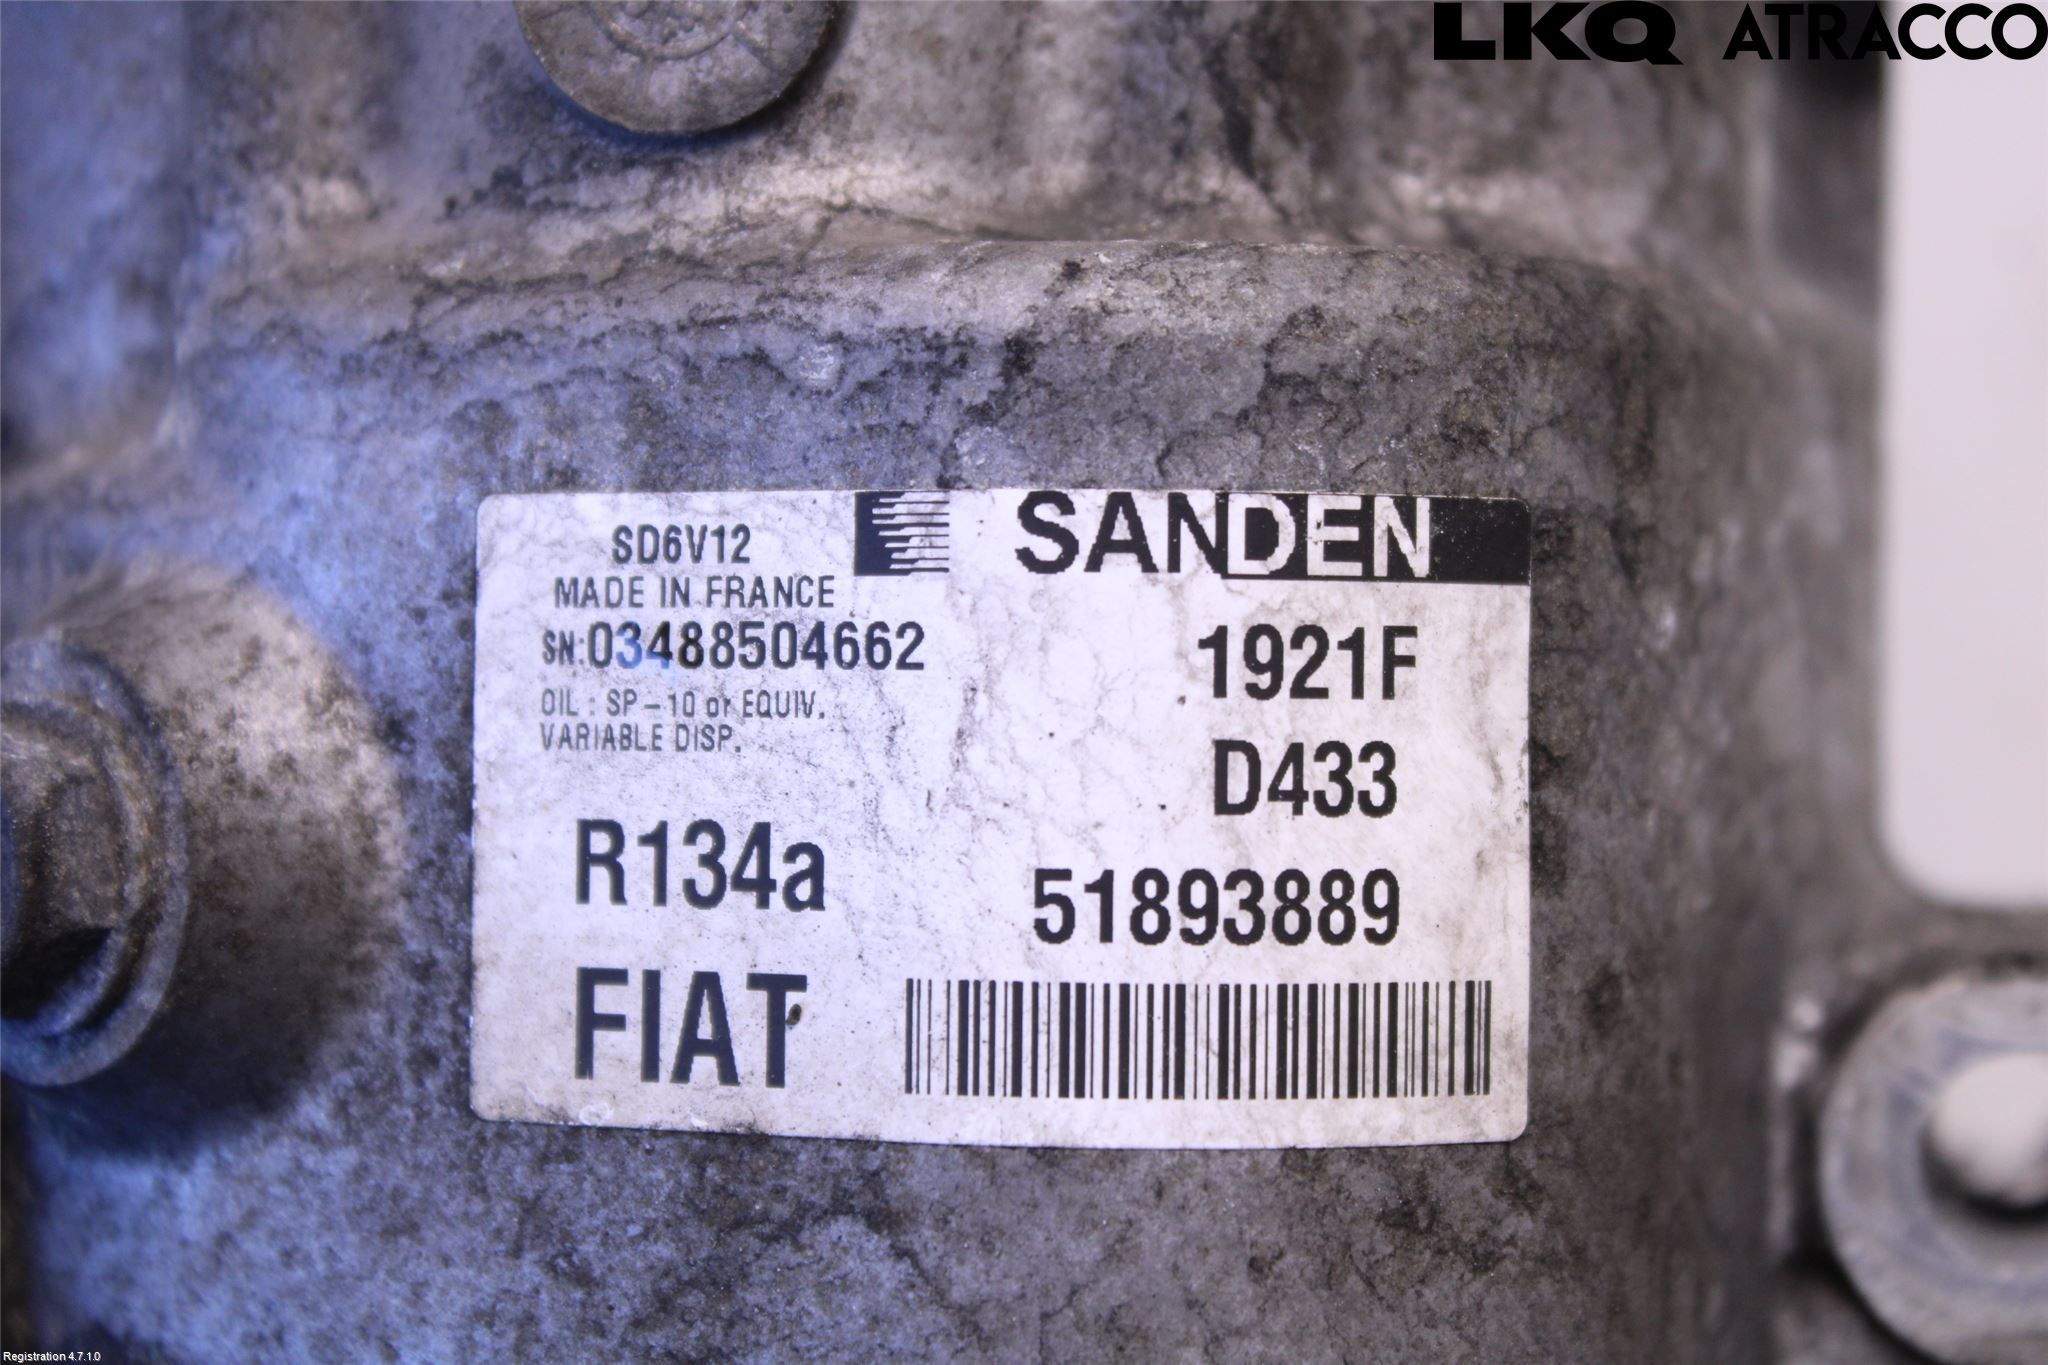 LKQ ATRACCO
SD6V12
MADE IN FRANCE
SN:03488504662
OIL : SP-10 or EQUIV.
VARIABLE DISP.
R134a
FIAT
SANDEN
1921F
D433
51893889
Registration 4.7.1.0